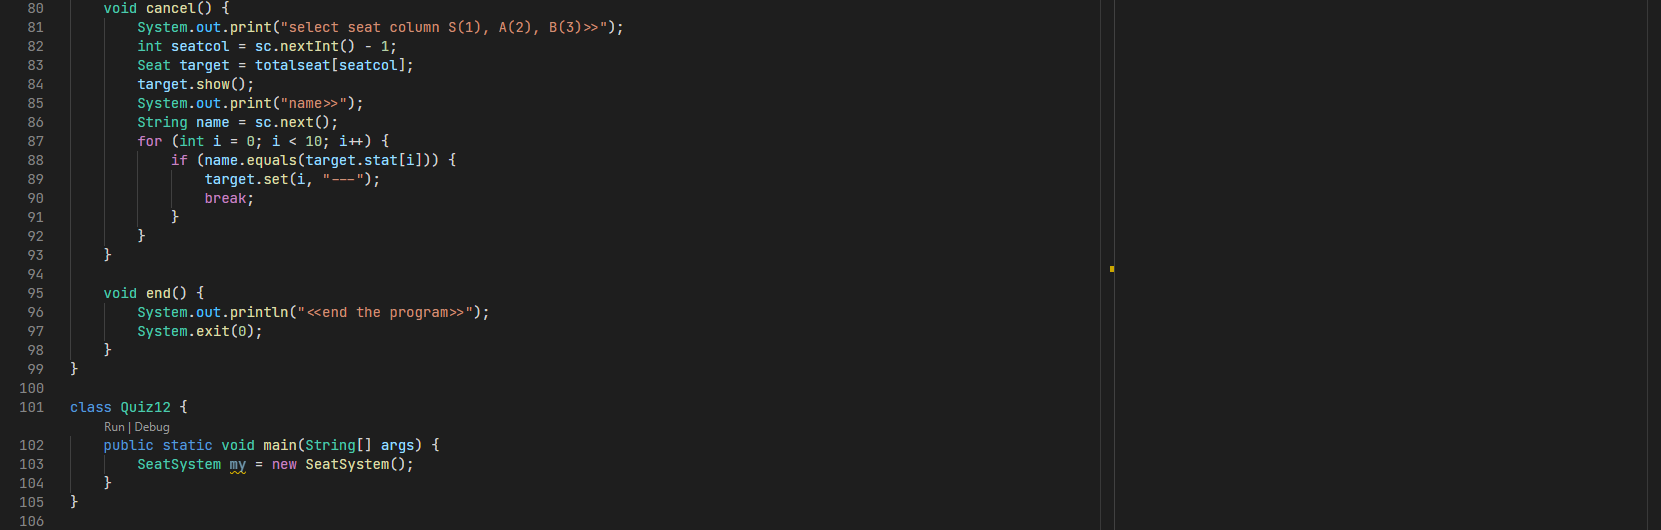 80 void cancel() {
81 System.out.print("select seat column S(1), A(2), B(3)>>");
82 int seatcol = sc.nextInt() - 1;
83 Seat target = totalseat[seatcol];
84 target.show();
85 System.out.print("name>>");
86 String name = sc.next();
87 for (int i = 0; i < 10; i++) {
88 if (name.equals(target.stat[i])) {
89 target.set(i, "---");
90 break;
91 }
92 }
93 }
94
95 void end() {
96 System.out.println("<<end the program>>");
97 System.exit(0);
98 }
99 }
100
101 class Quiz12 {
Run | Debug
102 public static void main(String[] args) {
103 SeatSystem my = new SeatSystem();
104 }
105 }
106